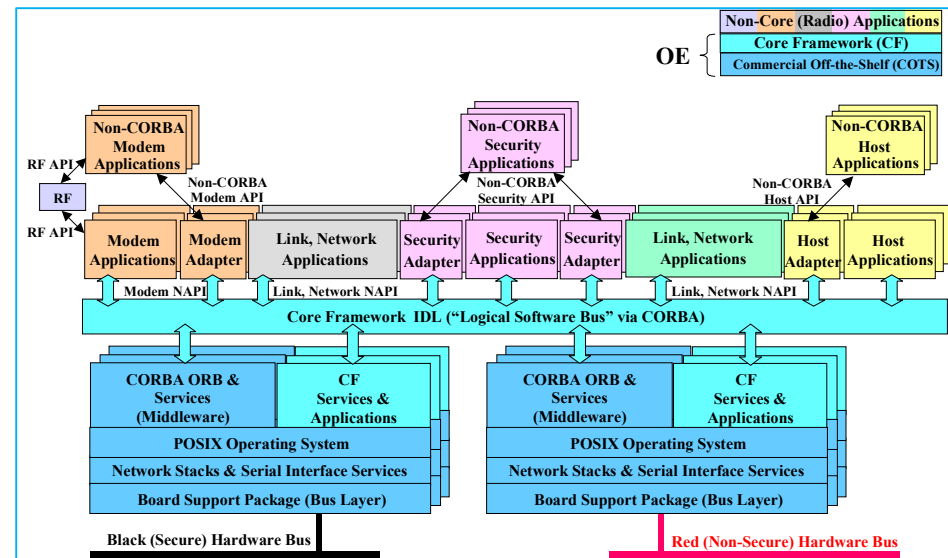 Non-Core (Radio) Applications
OE
Core Framework (CF)
Commercial Off-the-Shelf (COTS)
Non-CORBA
Modem
Applications
Non-CORBA
Security
Applications
Non-CORBA
Host
Applications
RF API
RF
RF API
Non-CORBA
Modem API
Non-CORBA
Security API
Non-CORBA
Host API
Modem
Applications
Modem
Adapter
Link, Network
Applications
Security
Adapter
Security
Applications
Security
Adapter
Link, Network
Applications
Host
Adapter
Host
Applications
Modem NAPI
Link, Network NAPI
Link, Network NAPI
Core Framework IDL (“Logical Software Bus” via CORBA)
CORBA ORB &
Services
(Middleware)
CF
Services &
Applications
POSIX Operating System
Network Stacks & Serial Interface Services
Board Support Package (Bus Layer)
CORBA ORB &
Services
(Middleware)
CF
Services &
Applications
POSIX Operating System
Network Stacks & Serial Interface Services
Board Support Package (Bus Layer)
Black (Secure) Hardware Bus
Red (Non-Secure) Hardware Bus